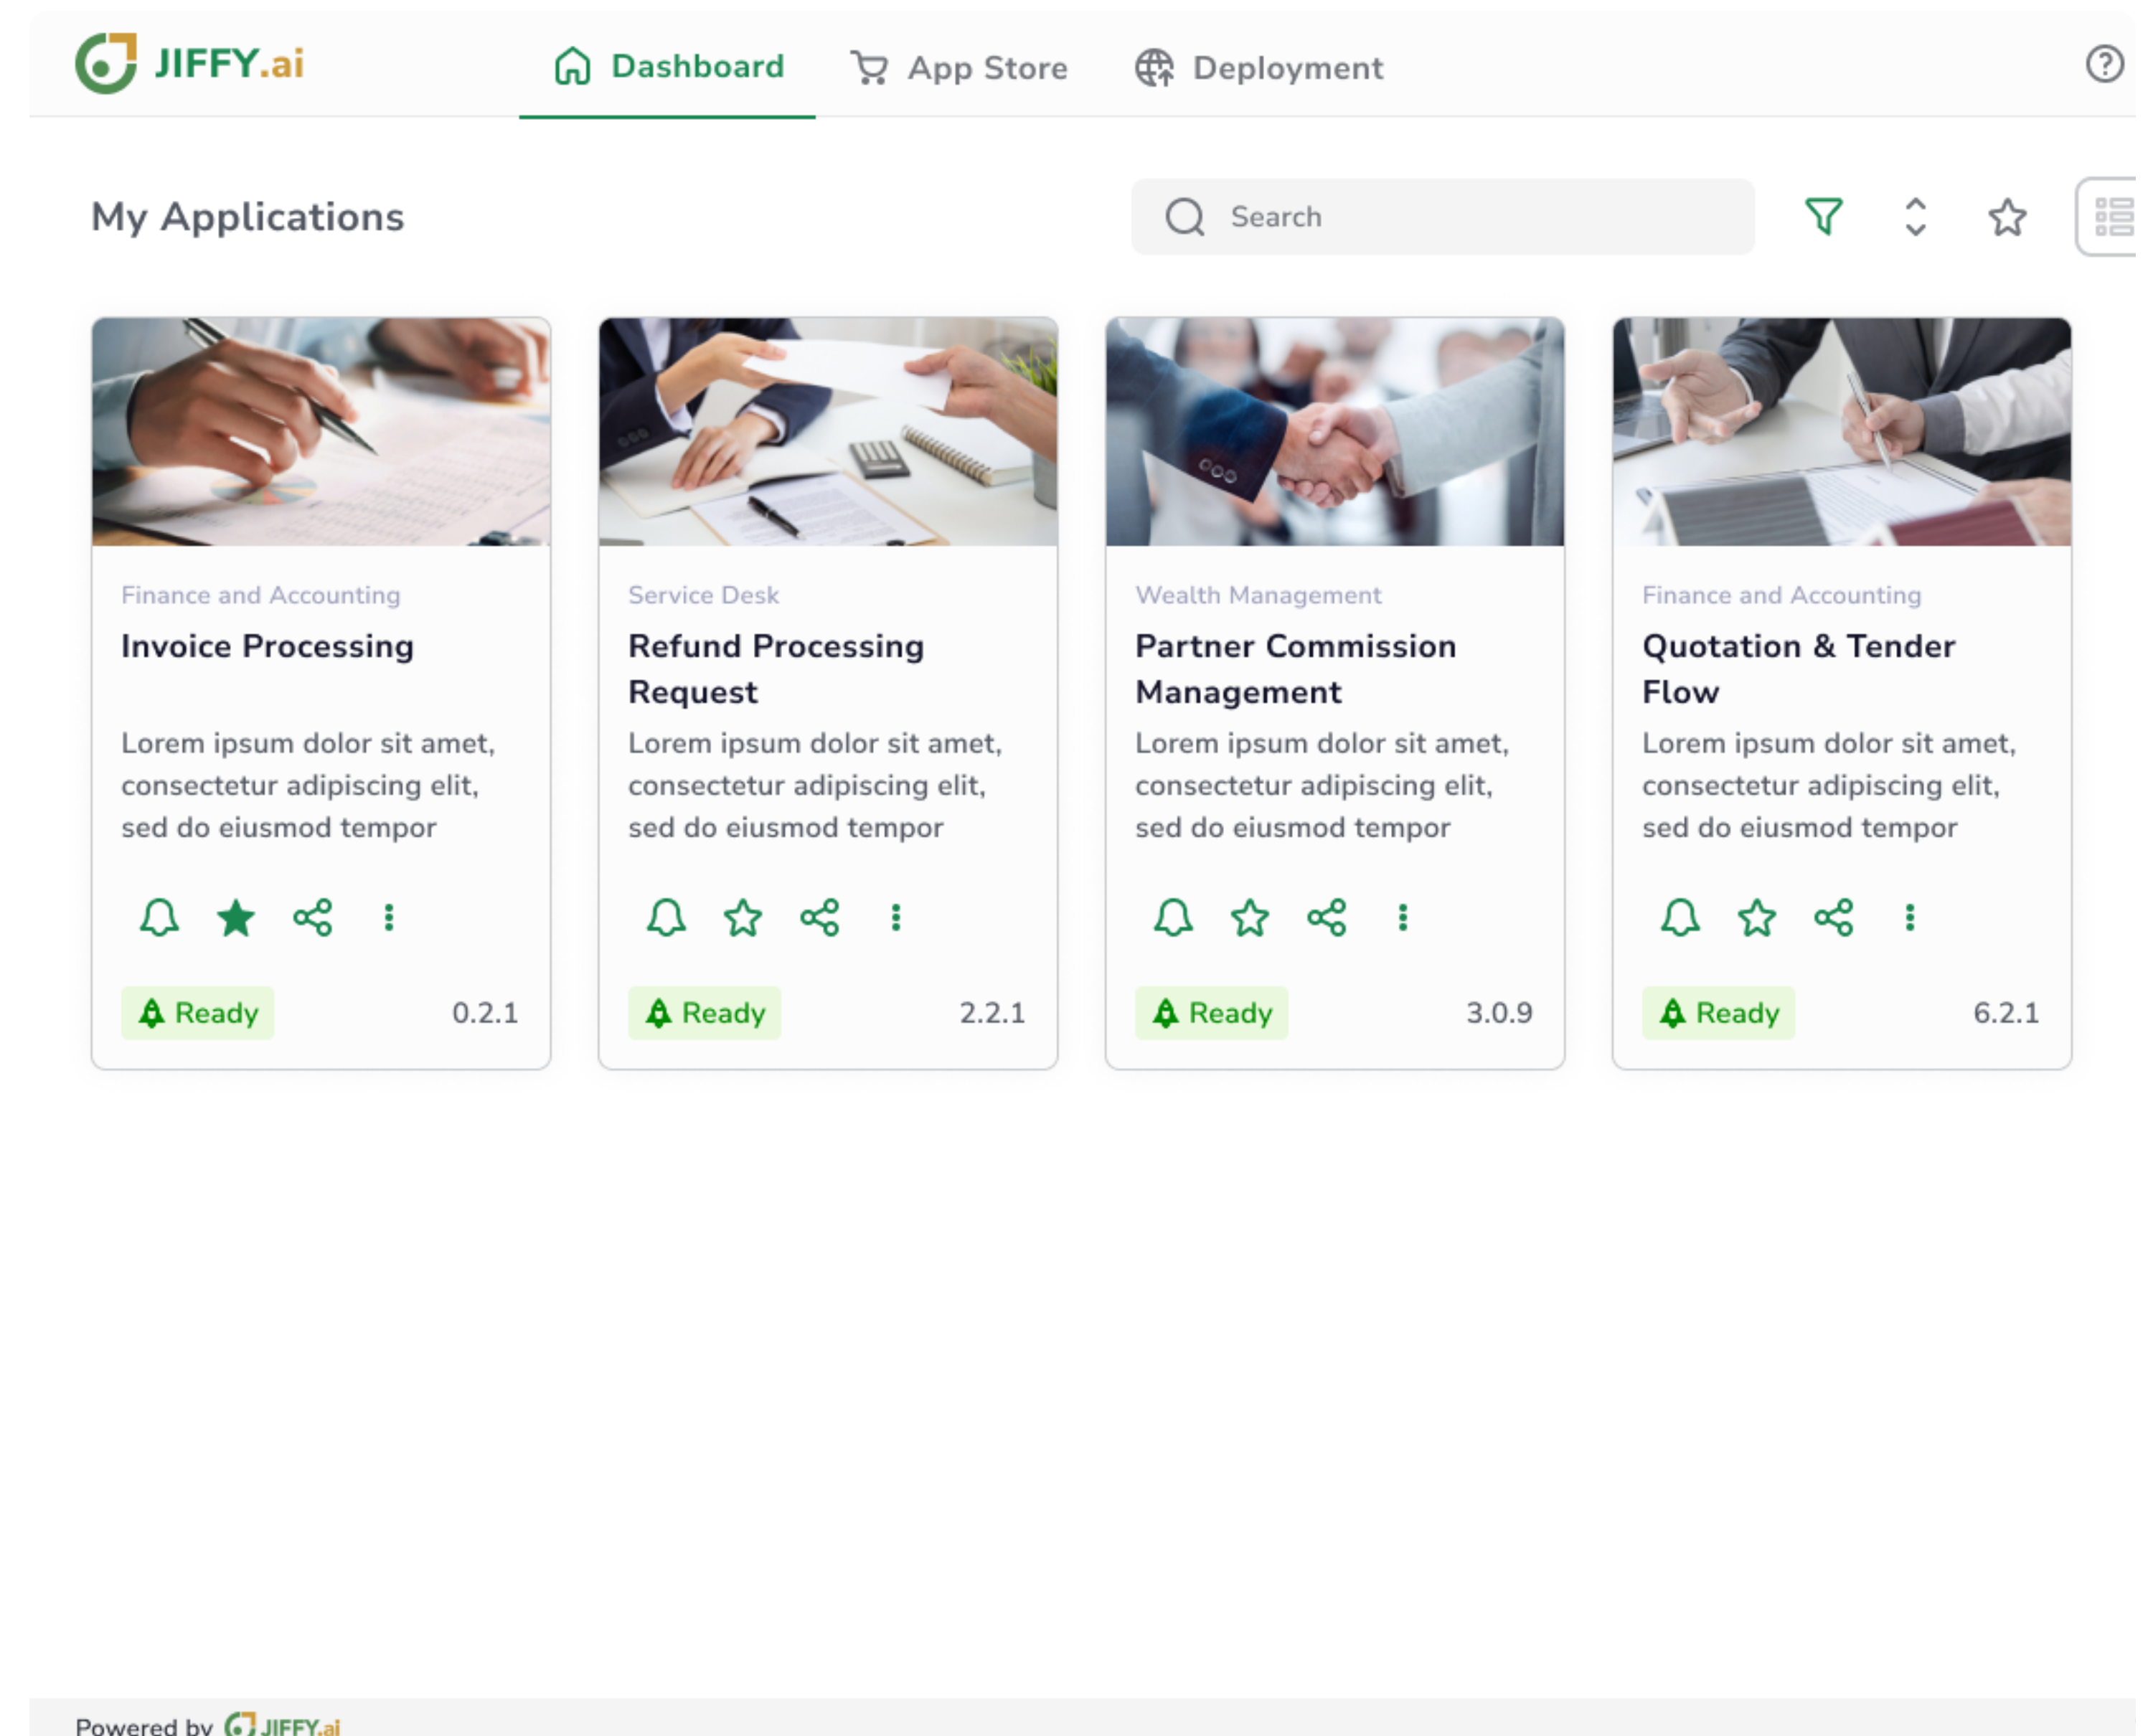 JIFFY.ai
Dashboard
App Store
Deployment
My Applications
Search
Finance and Accounting
Invoice Processing
Lorem ipsum dolor sit amet,
consectetur adipiscing elit,
sed do eiusmod tempor
Ready
0.2.1
Service Desk
Refund Processing
Request
Lorem ipsum dolor sit amet,
consectetur adipiscing elit,
sed do eiusmod tempor
Ready
2.2.1
Wealth Management
Partner Commission
Management
Lorem ipsum dolor sit amet,
consectetur adipiscing elit,
sed do eiusmod tempor
Ready
3.0.9
Finance and Accounting
Quotation & Tender
Flow
Lorem ipsum dolor sit amet,
consectetur adipiscing elit,
sed do eiusmod tempor
Ready
6.2.1
Powered by JIFFY.ai